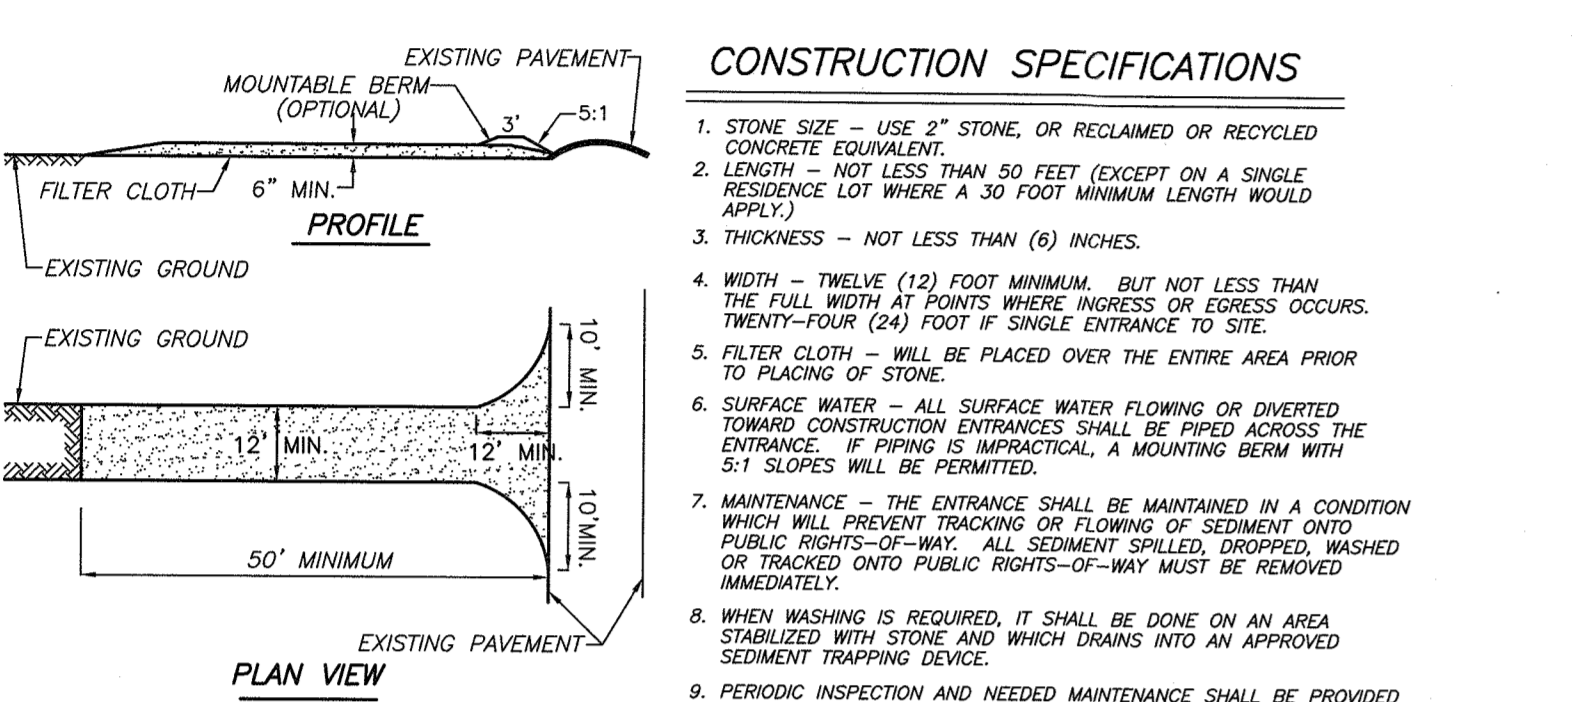 EXISTING PAVEMENT
MOUNTABLE BERM
(OPTIONAL)
3'
5:1
FILTER CLOTH
6" MIN.
PROFILE
EXISTING GROUND
EXISTING GROUND
10' MIN.
12' MIN.
12' MIN.
10' MIN.
50' MINIMUM
EXISTING PAVEMENT
PLAN VIEW
CONSTRUCTION SPECIFICATIONS
1. STONE SIZE – USE 2" STONE, OR RECLAIMED OR RECYCLED
CONCRETE EQUIVALENT.
2. LENGTH – NOT LESS THAN 50 FEET (EXCEPT ON A SINGLE
RESIDENCE LOT WHERE A 30 FOOT MINIMUM LENGTH WOULD
APPLY.)
3. THICKNESS – NOT LESS THAN (6) INCHES.
4. WIDTH – TWELVE (12) FOOT MINIMUM. BUT NOT LESS THAN
THE FULL WIDTH AT POINTS WHERE INGRESS OR EGRESS OCCURS.
TWENTY–FOUR (24) FOOT IF SINGLE ENTRANCE TO SITE.
5. FILTER CLOTH – WILL BE PLACED OVER THE ENTIRE AREA PRIOR
TO PLACING OF STONE.
6. SURFACE WATER – ALL SURFACE WATER FLOWING OR DIVERTED
TOWARD CONSTRUCTION ENTRANCES SHALL BE PIPED ACROSS THE
ENTRANCE. IF PIPING IS IMPRACTICAL, A MOUNTING BERM WITH
5:1 SLOPES WILL BE PERMITTED.
7. MAINTENANCE – THE ENTRANCE SHALL BE MAINTAINED IN A CONDITION
WHICH WILL PREVENT TRACKING OR FLOWING OF SEDIMENT ONTO
PUBLIC RIGHTS–OF–WAY. ALL SEDIMENT SPILLED, DROPPED, WASHED
OR TRACKED ONTO PUBLIC RIGHTS–OF–WAY MUST BE REMOVED
IMMEDIATELY.
8. WHEN WASHING IS REQUIRED, IT SHALL BE DONE ON AN AREA
STABILIZED WITH STONE AND WHICH DRAINS INTO AN APPROVED
SEDIMENT TRAPPING DEVICE.
9. PERIODIC INSPECTION AND NEEDED MAINTENANCE SHALL BE PROVIDED